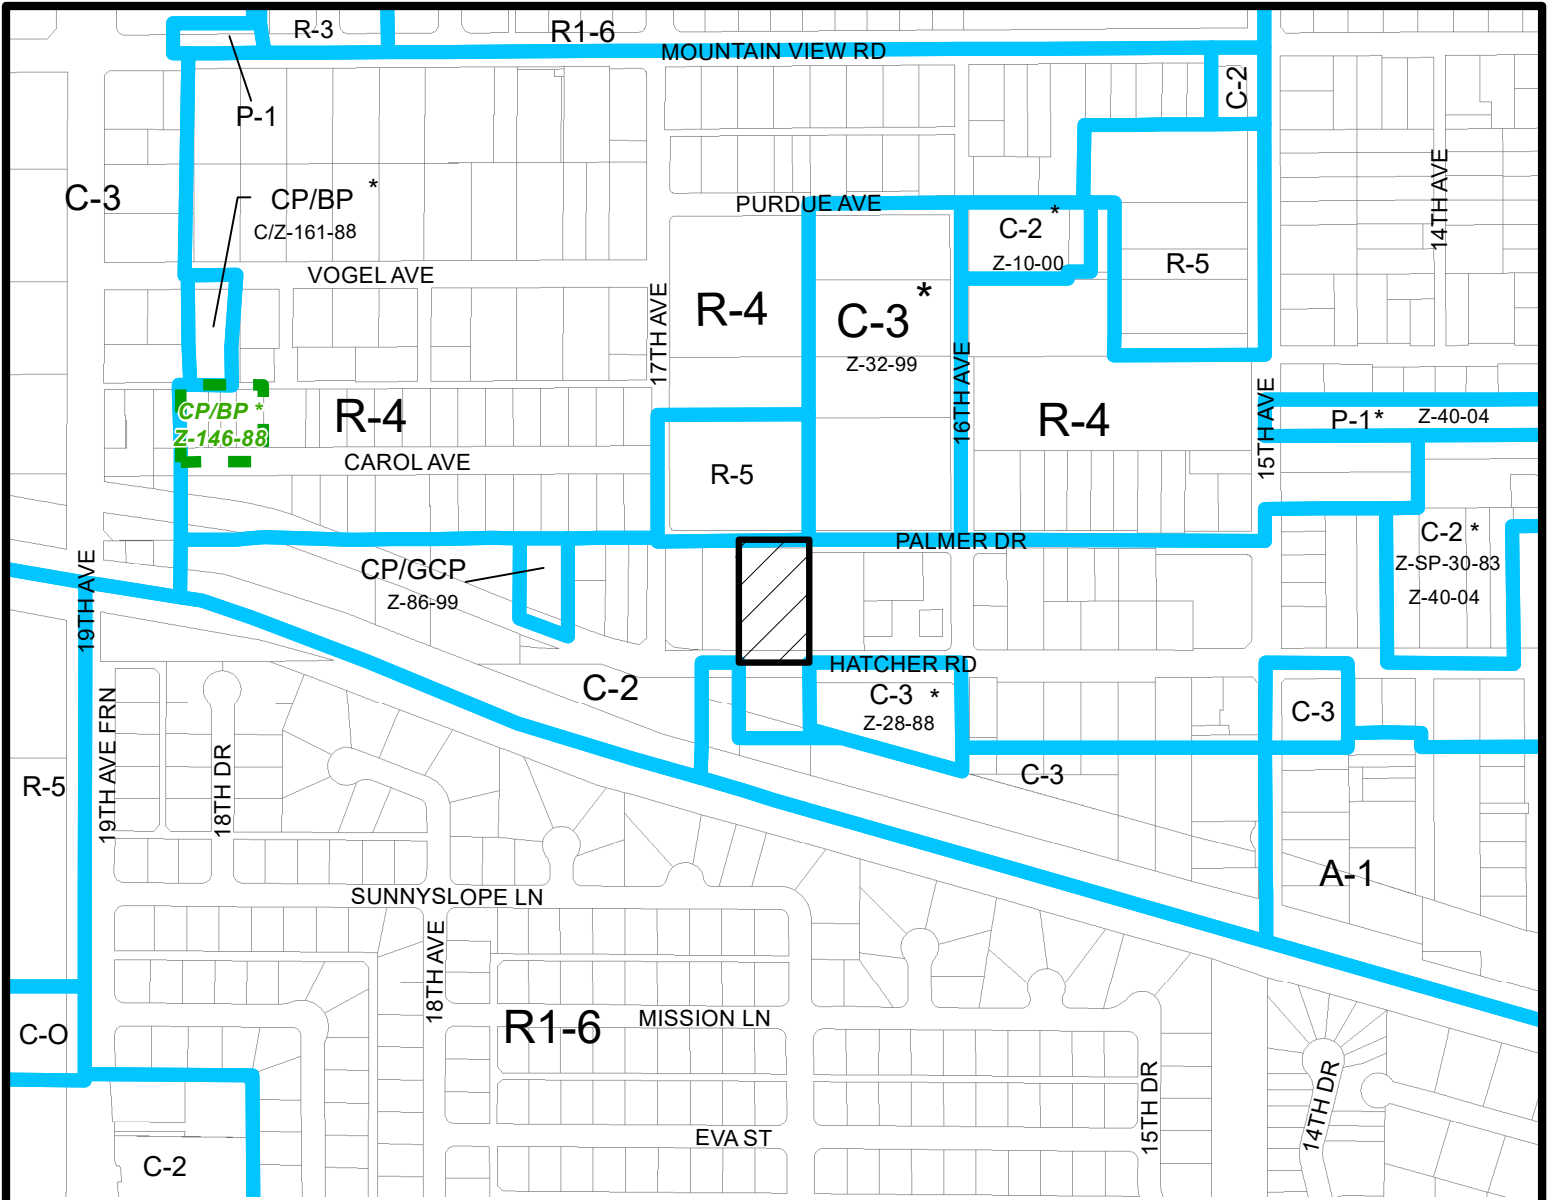 R-3
R1-6
MOUNTAIN VIEW RD
P-1
C-2
C-3
CP/BP *
C/Z-161-88
PURDUE AVE
C-2 *
Z-10-00
14TH AVE
VOGEL AVE
R-5
17TH AVE
R-4
C-3 *
Z-32-99
16TH AVE
CP/BP *
Z-146-88
R-4
R-4
15TH AVE
P-1 *
Z-40-04
CAROL AVE
R-5
PALMER DR
C-2 *
Z-SP-30-83
Z-40-04
19TH AVE
CP/GCP
Z-86-99
HATCHER RD
C-2
C-3 *
Z-28-88
C-3
19TH AVE FRN
18TH DR
R-5
C-3
A-1
SUNNYSLOPE LN
18TH AVE
C-O
R1-6
MISSION LN
15TH DR
14TH DR
EVA ST
C-2